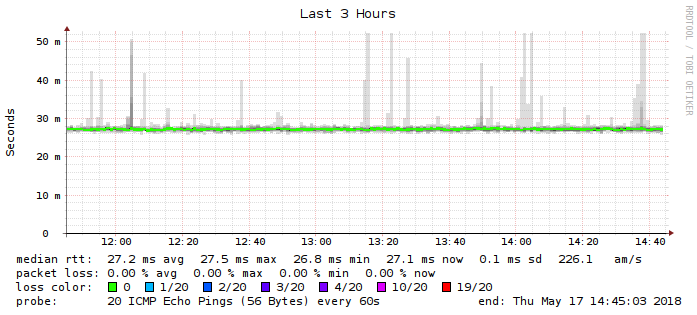 Last 3 Hours
RRDTOOL / TOBI OETIKER
Seconds
50 m
40 m
30 m
20 m
10 m
0
12:00 12:20 12:40 13:00 13:20 13:40 14:00 14:20 14:40
median rtt: 27.2 ms avg 27.5 ms max 26.8 ms min 27.1 ms now 0.1 ms sd 226.1 am/s
packet loss: 0.00 % avg 0.00 % max 0.00 % min 0.00 % now
loss color: 0 1/20 2/20 3/20 4/20 10/20 19/20
probe: 20 ICMP Echo Pings (56 Bytes) every 60s end: Thu May 17 14:45:03 2018